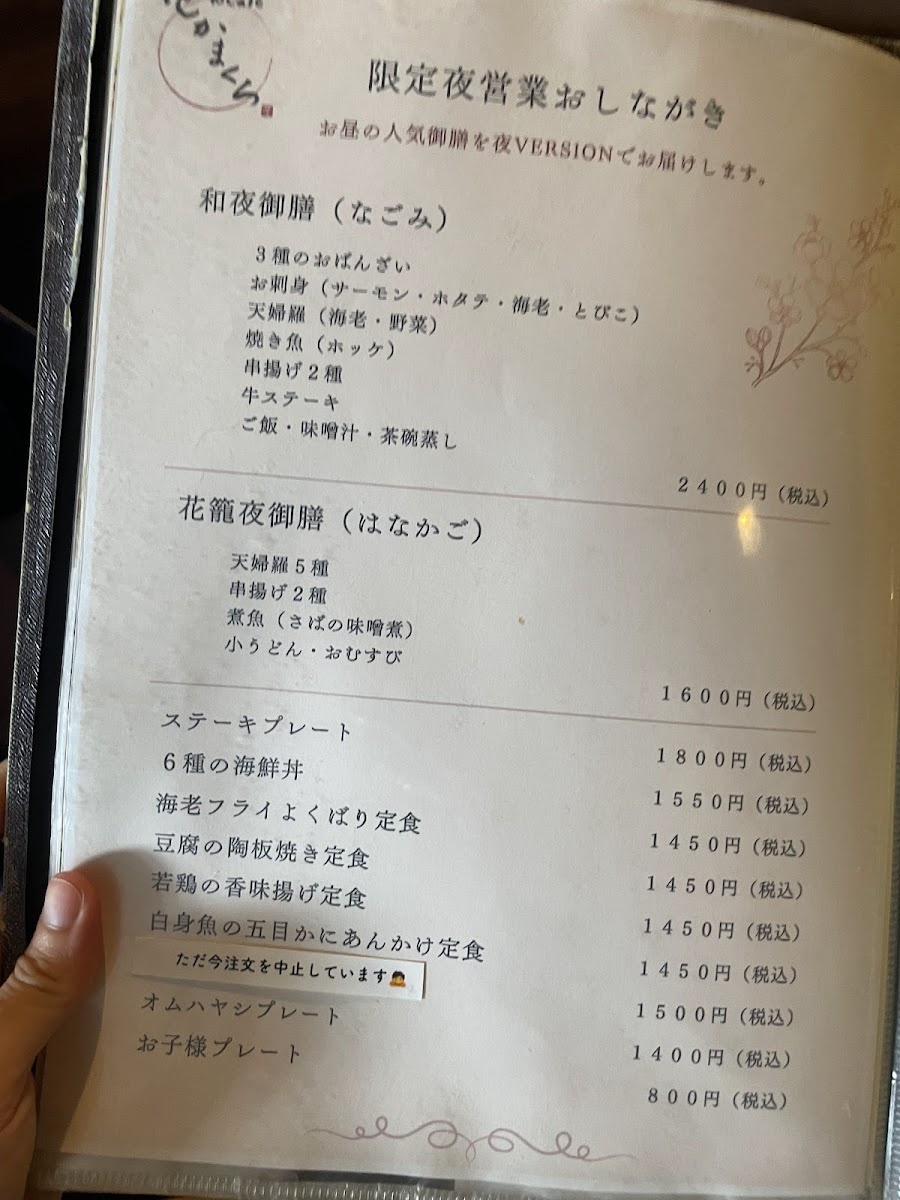 かまくら
限定夜営業おしながき
お昼の人気御膳を夜VERSIONでお届けします。
和夜御膳（なごみ）
３種のおばんざい
お刺身（サーモン・ホタテ・海老・とびこ）
天婦羅（海老・野菜）
焼き魚（ホッケ）
串揚げ２種
牛ステーキ
ご飯・味噌汁・茶碗蒸し
２４００円（税込）
花籠夜御膳（はなかご）
天婦羅５種
串揚げ２種
煮魚（さばの味噌煮）
小うどん・おむすび
１６００円（税込）
ステーキプレート １８００円（税込）
６種の海鮮丼 １５５０円（税込）
海老フライよくばり定食 １４５０円（税込）
豆腐の陶板焼き定食 １４５０円（税込）
若鶏の香味揚げ定食 １４５０円（税込）
白身魚の五目かにあんかけ定食 １４５０円（税込）
ただ今注文を中止しています🙇 １５００円（税込）
オムハヤシプレート １４００円（税込）
お子様プレート ８００円（税込）